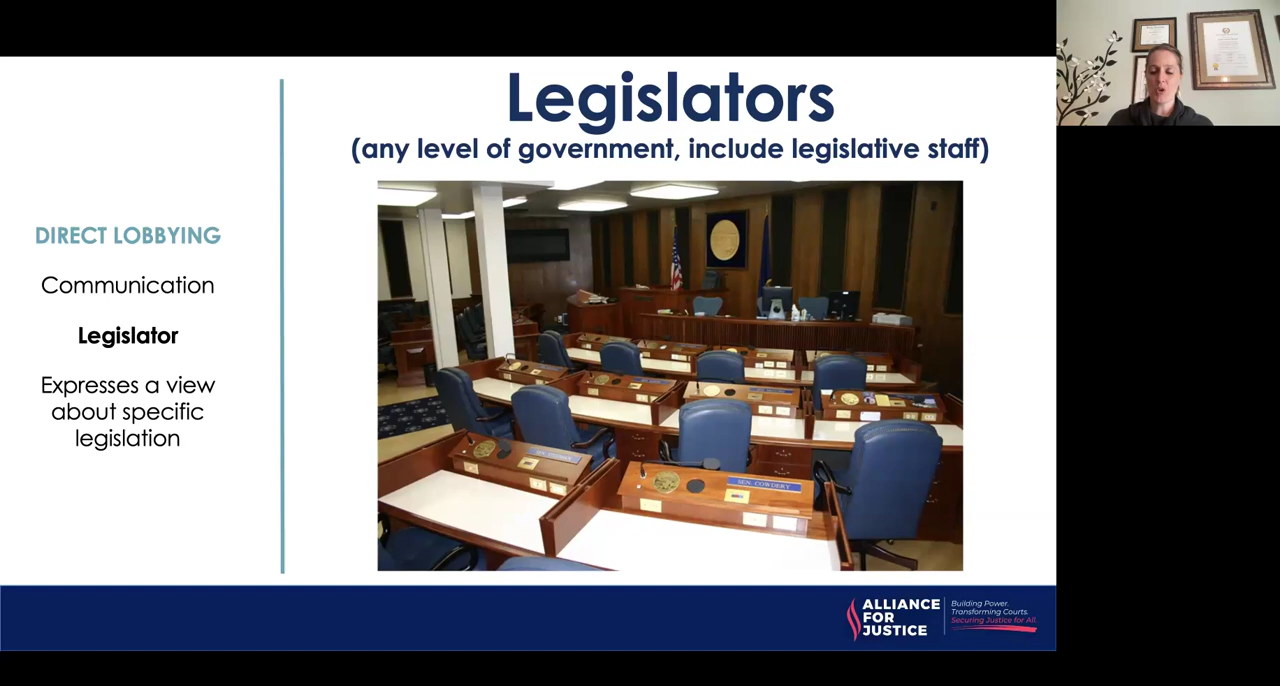 Legislators
(any level of government, include legislative staff)
DIRECT LOBBYING
Communication
Legislator
Expresses a view
about specific
legislation
SEN. COWDERY
ALLIANCE
FOR
JUSTICE
Building Power.
Transforming Courts.
Securing Justice for All.